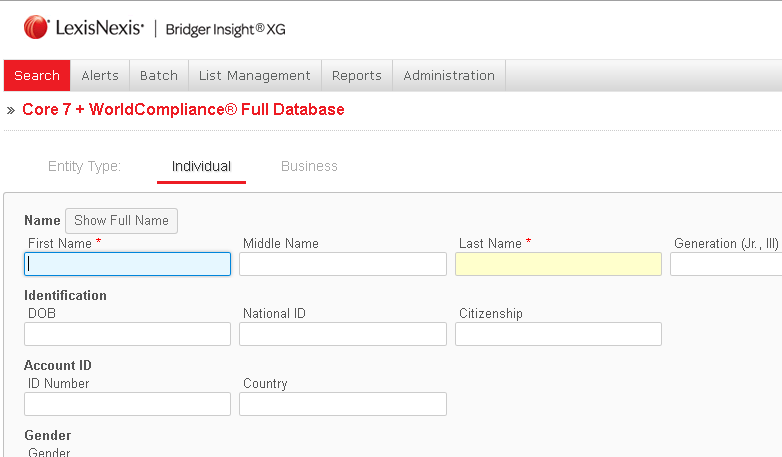 LexisNexis® | Bridger Insight® XG
Search Alerts Batch List Management Reports Administration
» Core 7 + WorldCompliance® Full Database
Entity Type: Individual Business
Name Show Full Name
First Name * Middle Name Last Name * Generation (Jr., III)
Identification
DOB National ID Citizenship
Account ID
ID Number Country
Gender
Gender